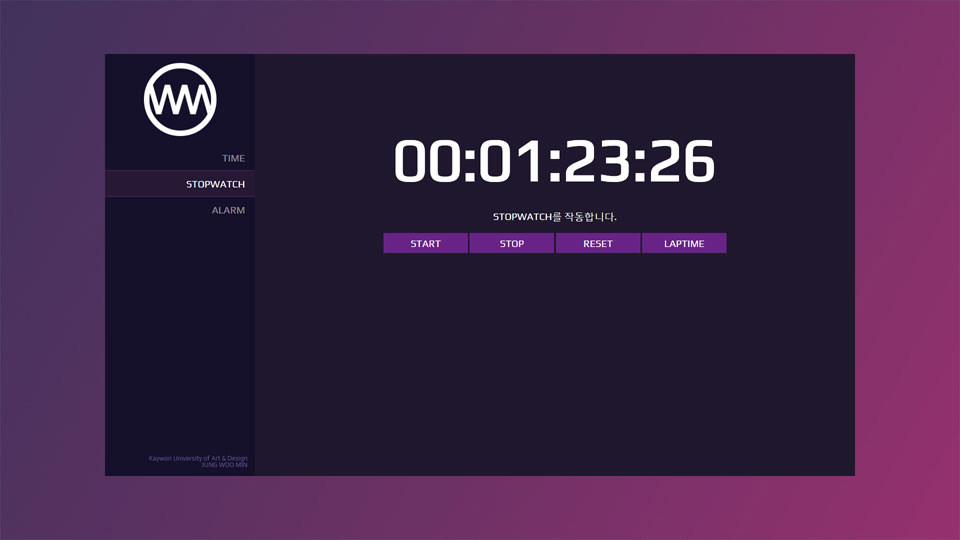 TIME
STOPWATCH
ALARM
00:01:23:26
STOPWATCH를 작동합니다.
START STOP RESET LAPTIME
Kaywon University of Art & Design
JUNG WOO MIN